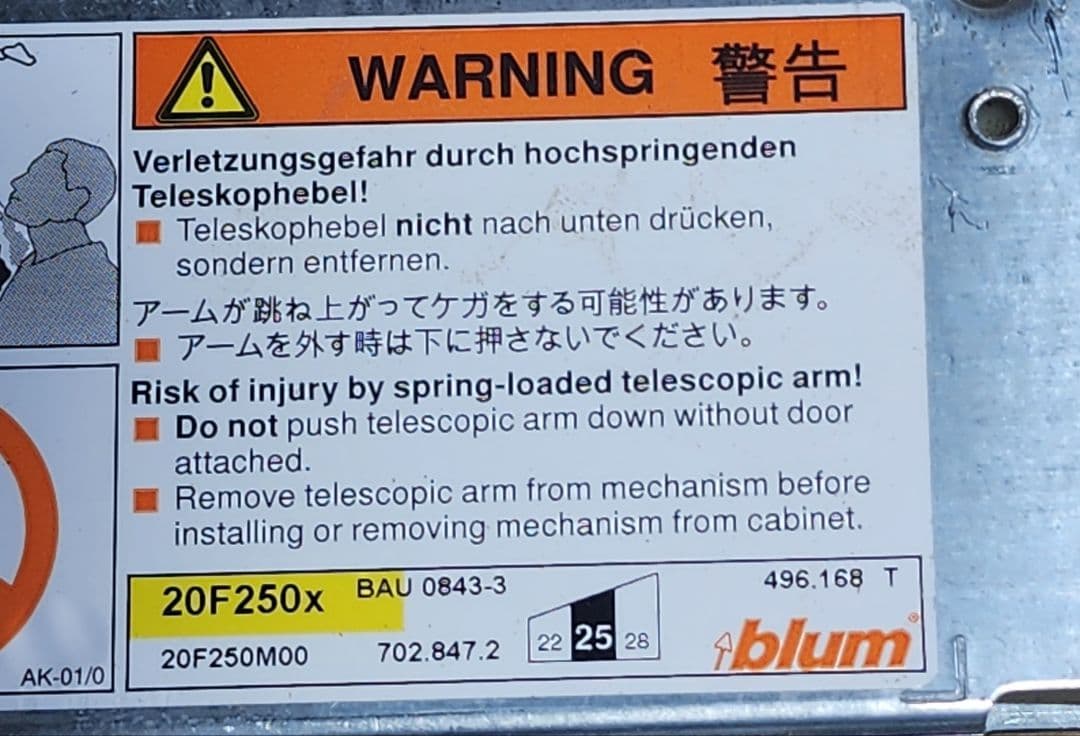 WARNING 警告
Verletzungsgefahr durch hochspringenden
Teleskophebel!
Teleskophebel nicht nach unten drücken,
sondern entfernen.
アームが跳ね上がってケガをする可能性があります。
アームを外す時は下に押さないでください。
Risk of injury by spring-loaded telescopic arm!
Do not push telescopic arm down without door
attached.
Remove telescopic arm from mechanism before
installing or removing mechanism from cabinet.
20F250x BAU 0843-3 496.168 T
20F250M00 702.847.2 22 25 28 blum®
AK-01/0